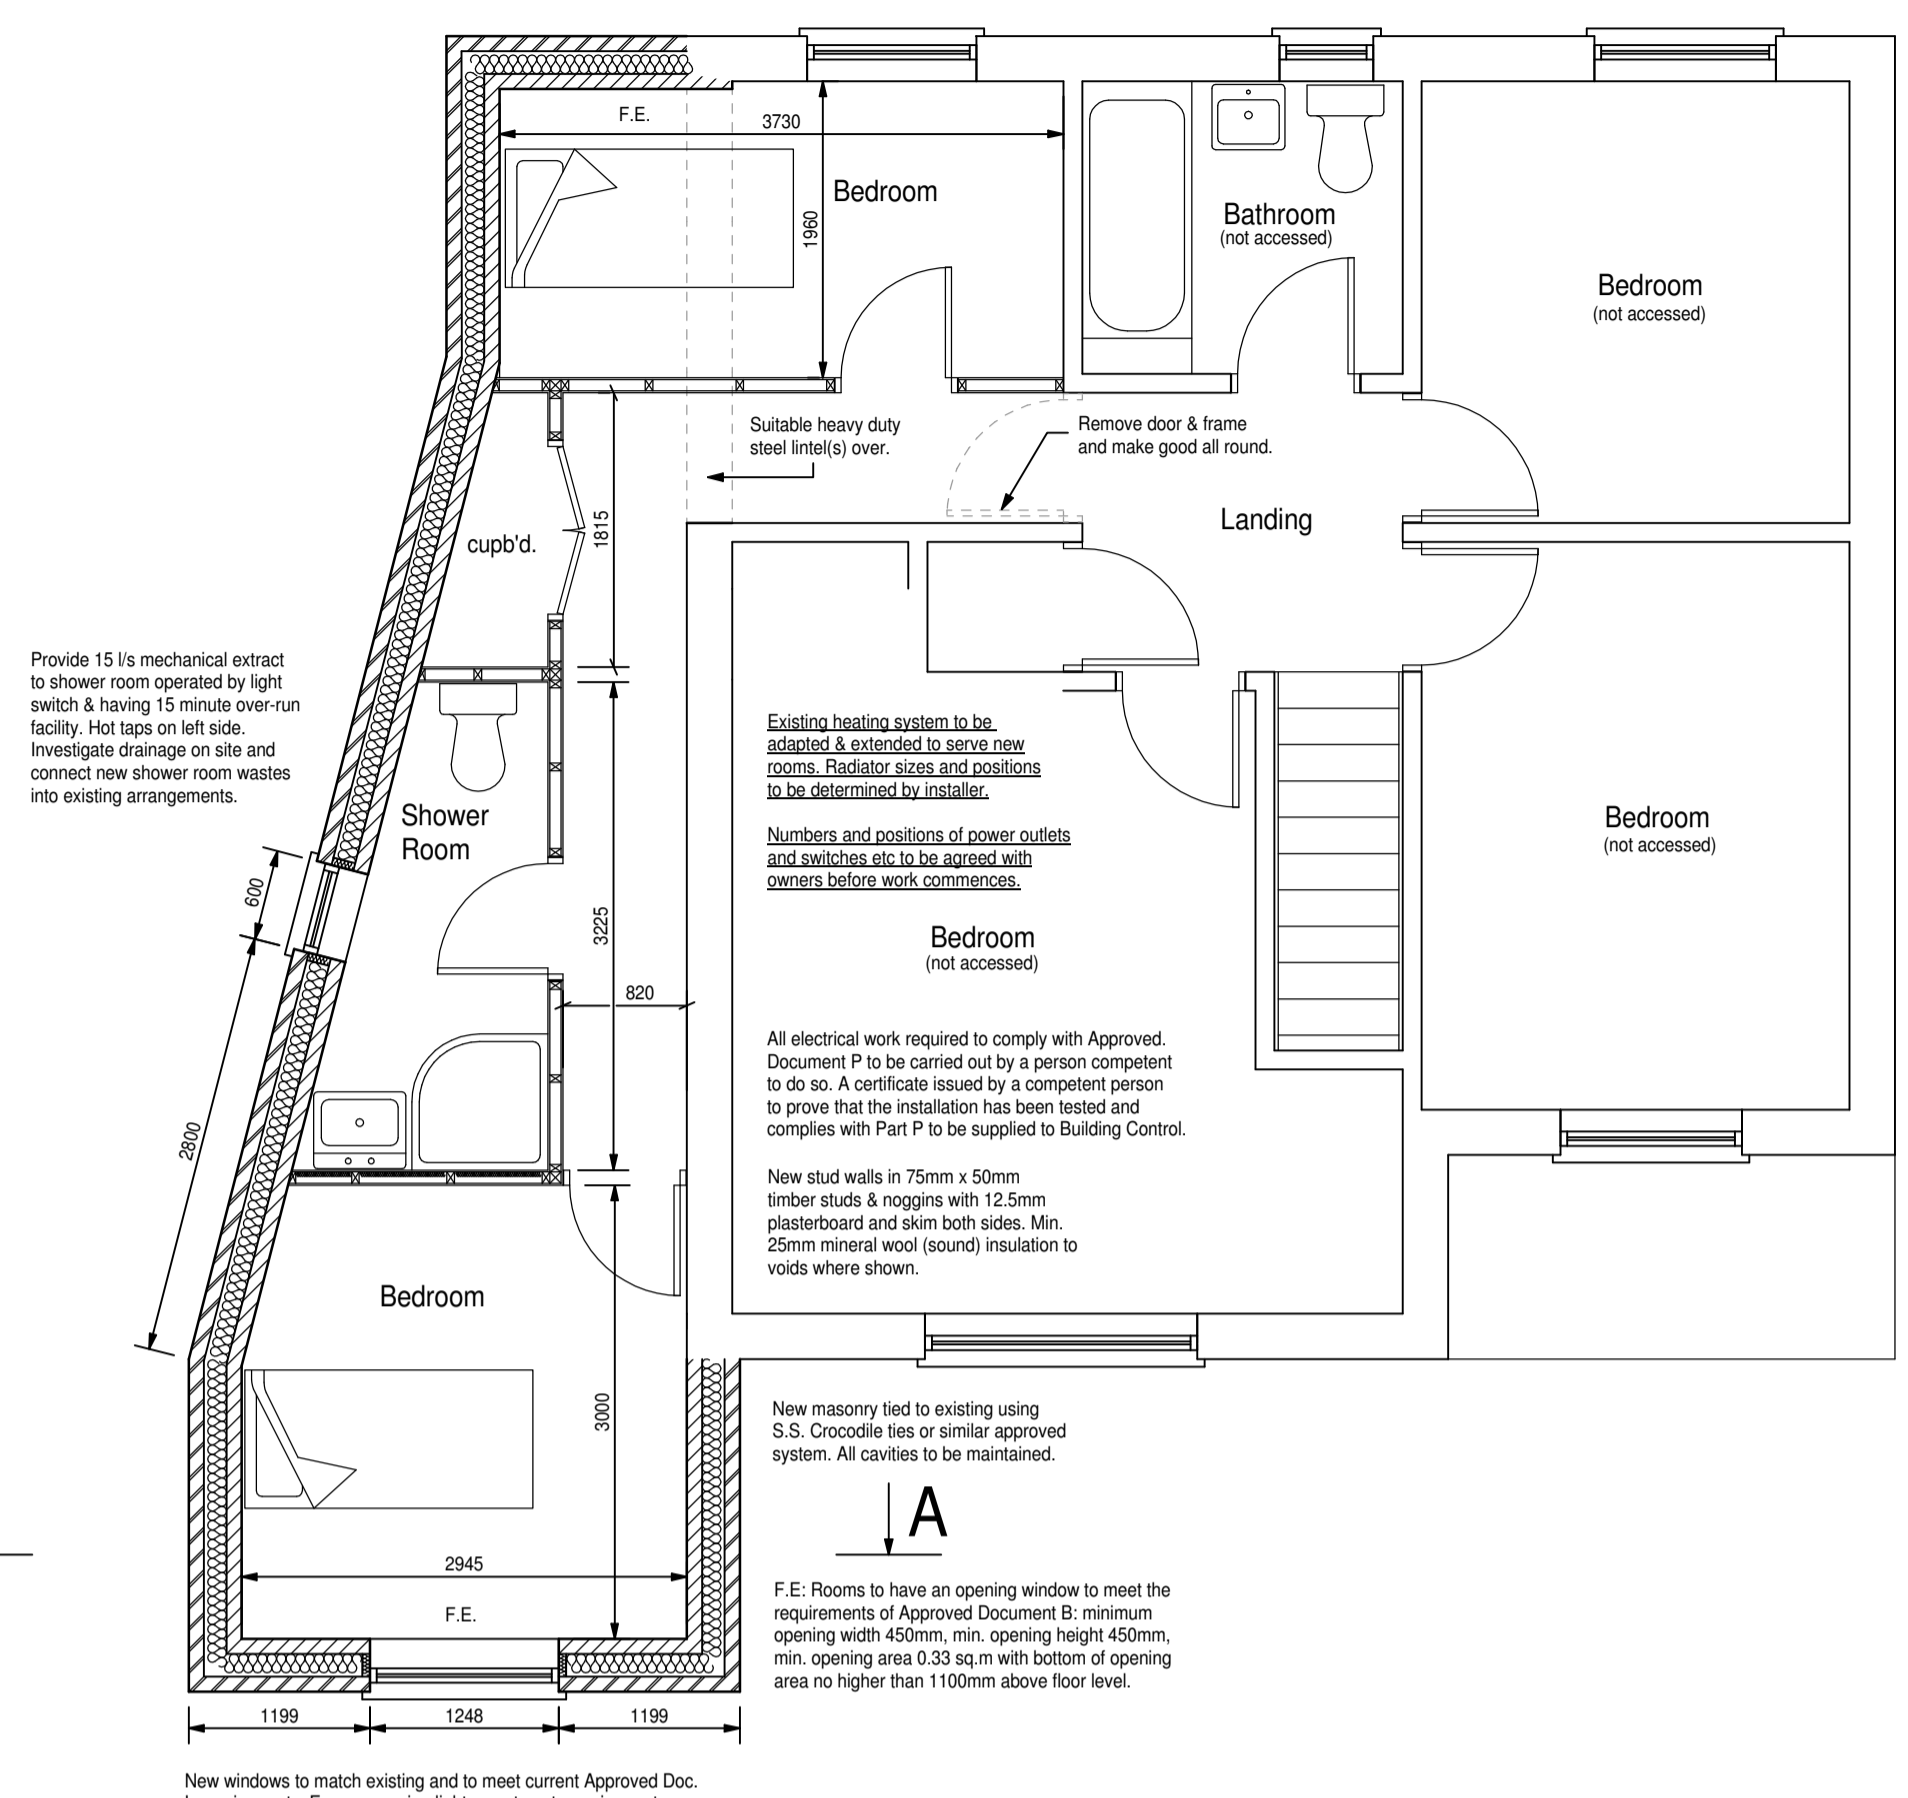 F.E.
3730
Bedroom
1960
Bathroom
(not accessed)
Bedroom
(not accessed)
Suitable heavy duty
steel lintel(s) over.
Remove door & frame
and make good all round.
Landing
cupb'd.
1815
Provide 15 l/s mechanical extract
to shower room operated by light
switch & having 15 minute over-run
facility. Hot taps on left side.
Investigate drainage on site and
connect new shower room wastes
into existing arrangements.
Shower
Room
600
2800
3225
820
Existing heating system to be
adapted & extended to serve new
rooms. Radiator sizes and positions
to be determined by installer.
Numbers and positions of power outlets
and switches etc to be agreed with
owners before work commences.
Bedroom
(not accessed)
Bedroom
(not accessed)
All electrical work required to comply with Approved.
Document P to be carried out by a person competent
to do so. A certificate issued by a competent person
to prove that the installation has been tested and
complies with Part P to be supplied to Building Control.
New stud walls in 75mm x 50mm
timber studs & noggins with 12.5mm
plasterboard and skim both sides. Min.
25mm mineral wool (sound) insulation to
voids where shown.
Bedroom
3000
2945
F.E.
New masonry tied to existing using
S.S. Crocodile ties or similar approved
system. All cavities to be maintained.
A
F.E: Rooms to have an opening window to meet the
requirements of Approved Document B: minimum
opening width 450mm, min. opening height 450mm,
min. opening area 0.33 sq.m with bottom of opening
area no higher than 1100mm above floor level.
1199
1248
1199
New windows to match existing and to meet current Approved Doc.